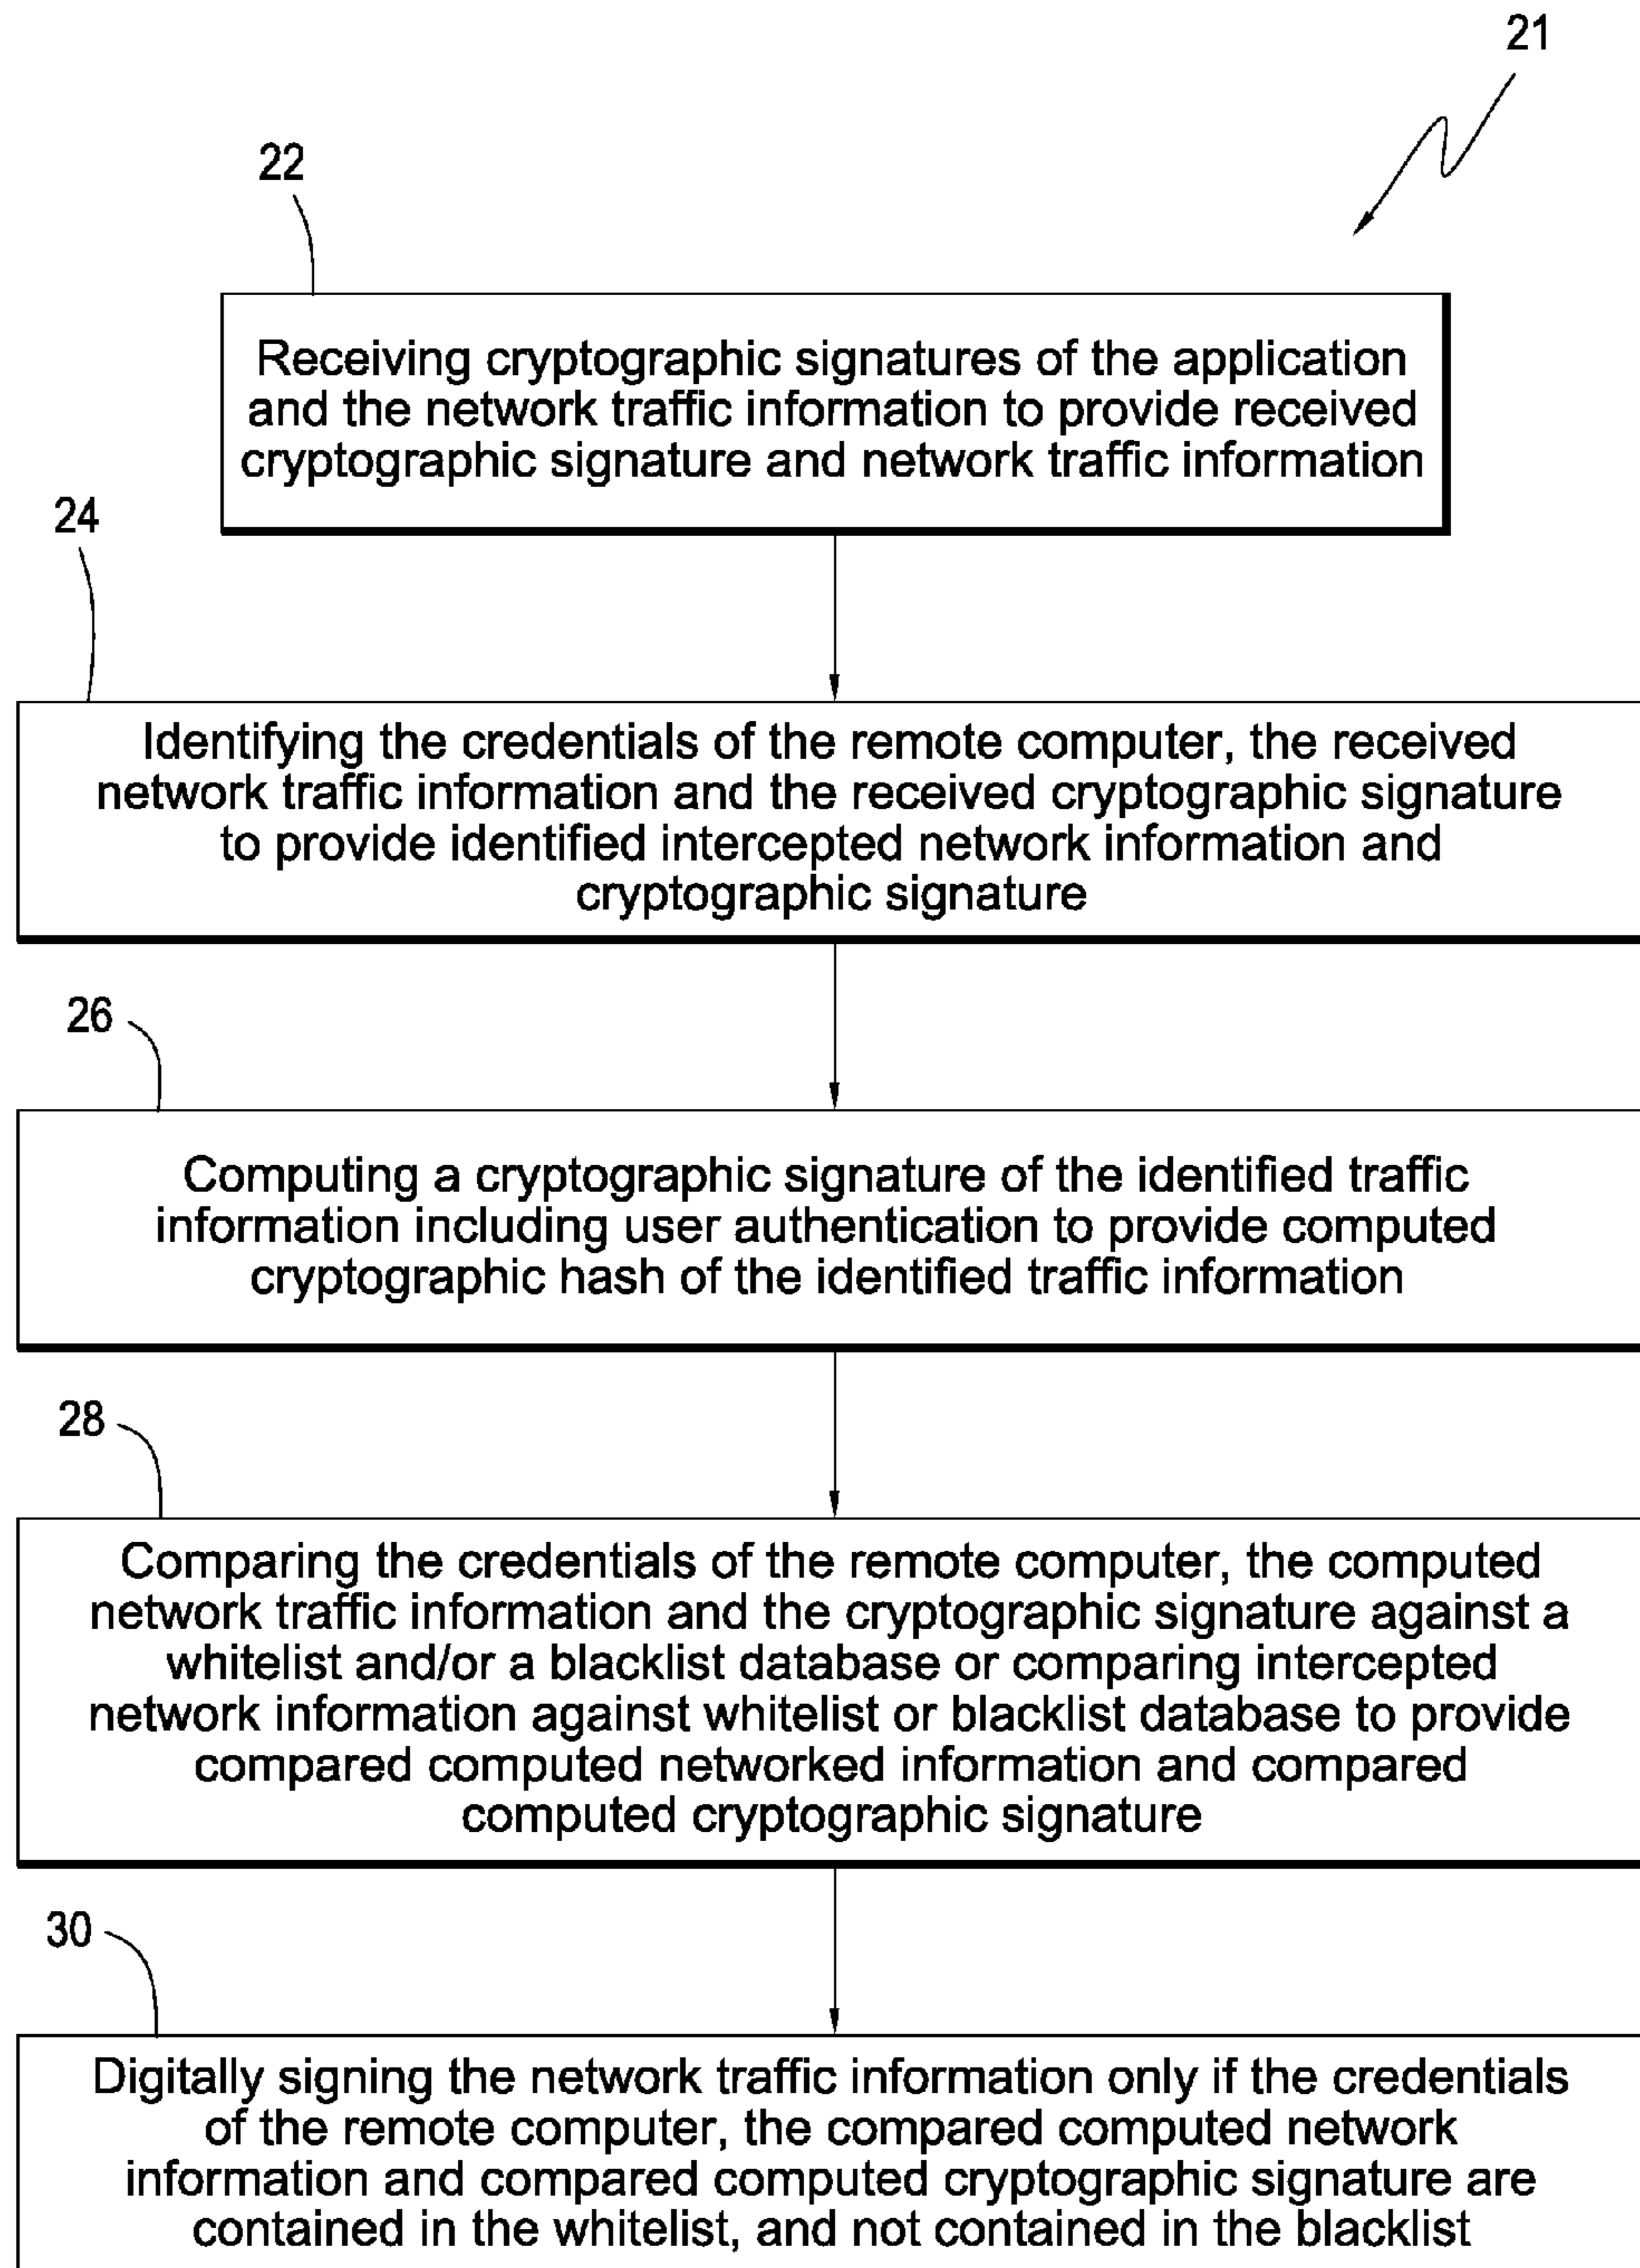 21
22
Receiving cryptographic signatures of the application
and the network traffic information to provide received
cryptographic signature and network traffic information
24
Identifying the credentials of the remote computer, the received
network traffic information and the received cryptographic signature
to provide identified intercepted network information and
cryptographic signature
26
Computing a cryptographic signature of the identified traffic
information including user authentication to provide computed
cryptographic hash of the identified traffic information
28
Comparing the credentials of the remote computer, the computed
network traffic information and the cryptographic signature against a
whitelist and/or a blacklist database or comparing intercepted
network information against whitelist or blacklist database to provide
compared computed networked information and compared
computed cryptographic signature
30
Digitally signing the network traffic information only if the credentials
of the remote computer, the compared computed network
information and compared computed cryptographic signature are
contained in the whitelist, and not contained in the blacklist